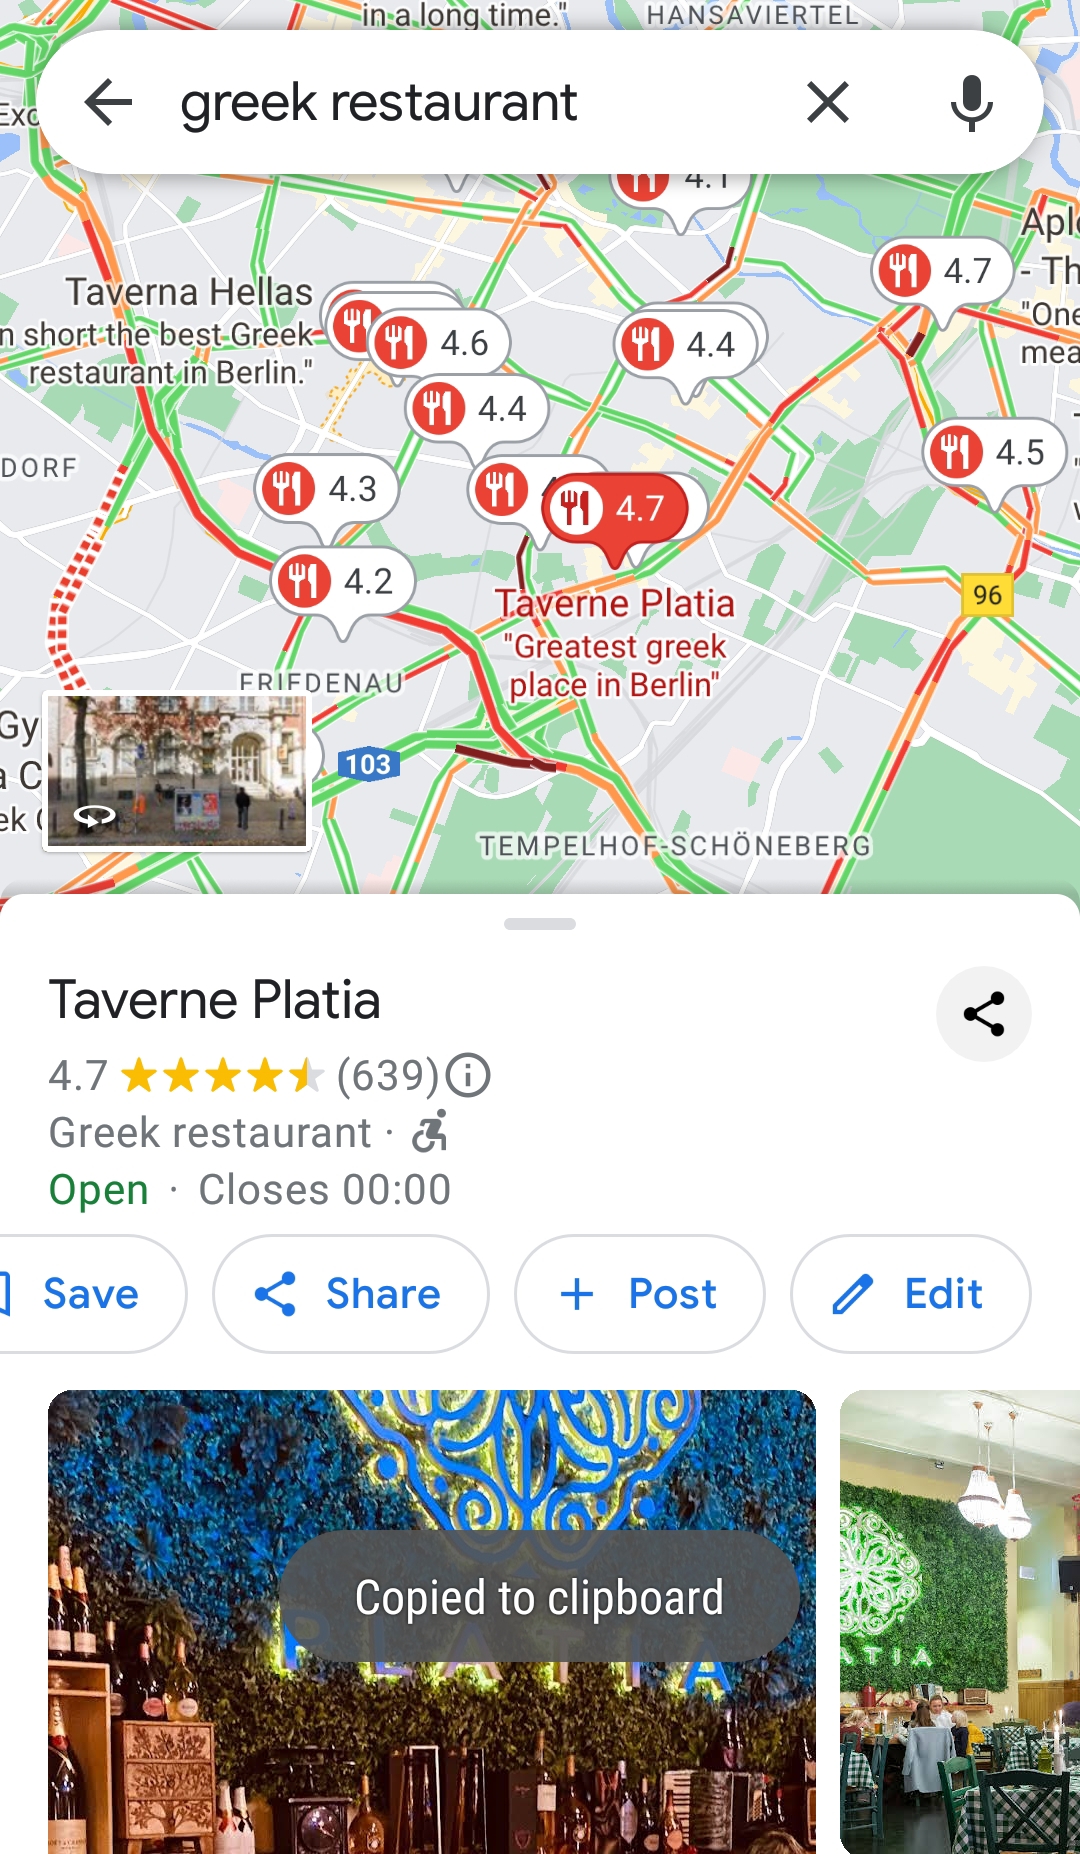 in a long time."
HANSAVIERTEL
Exc
greek restaurant
4.1
Taverna Hellas
n short the best Greek
restaurant in Berlin."
4.6
4.4
4.7
Aplo
- Th
"One
mea
4.4
4.5
DORF
4.3
4.7
4.2
96
Taverne Platia
"Greatest greek
place in Berlin"
FRIEDENAU
Gy
a C
ek
103
TEMPELHOF-SCHÖNEBERG
Taverne Platia
4.7 (639)
Greek restaurant ·
Open · Closes 00:00
Save
Share
Post
Edit
Copied to clipboard
PLATIA
ATIA